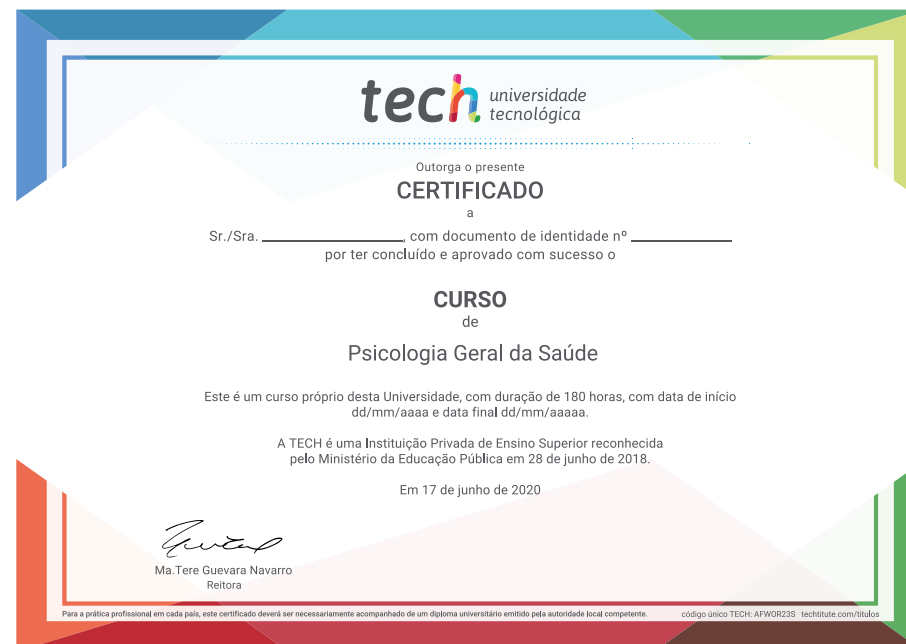 tech universidade
tecnológica
Outorga o presente
CERTIFICADO
a
Sr./Sra. ____________________, com documento de identidade nº ______________
por ter concluído e aprovado com sucesso o
CURSO
de
Psicologia Geral da Saúde
Este é um curso próprio desta Universidade, com duração de 180 horas, com data de início
dd/mm/aaaa e data final dd/mm/aaaaa.
A TECH é uma Instituição Privada de Ensino Superior reconhecida
pelo Ministério da Educação Pública em 28 de junho de 2018.
Em 17 de junho de 2020
Ma.Tere Guevara Navarro
Reitora
Para a prática profissional em cada país, este certificado deverá ser necessariamente acompanhado de um diploma universitário emitido pela autoridade local competente. código único TECH: AFWOR23S techtitute.com/titulos